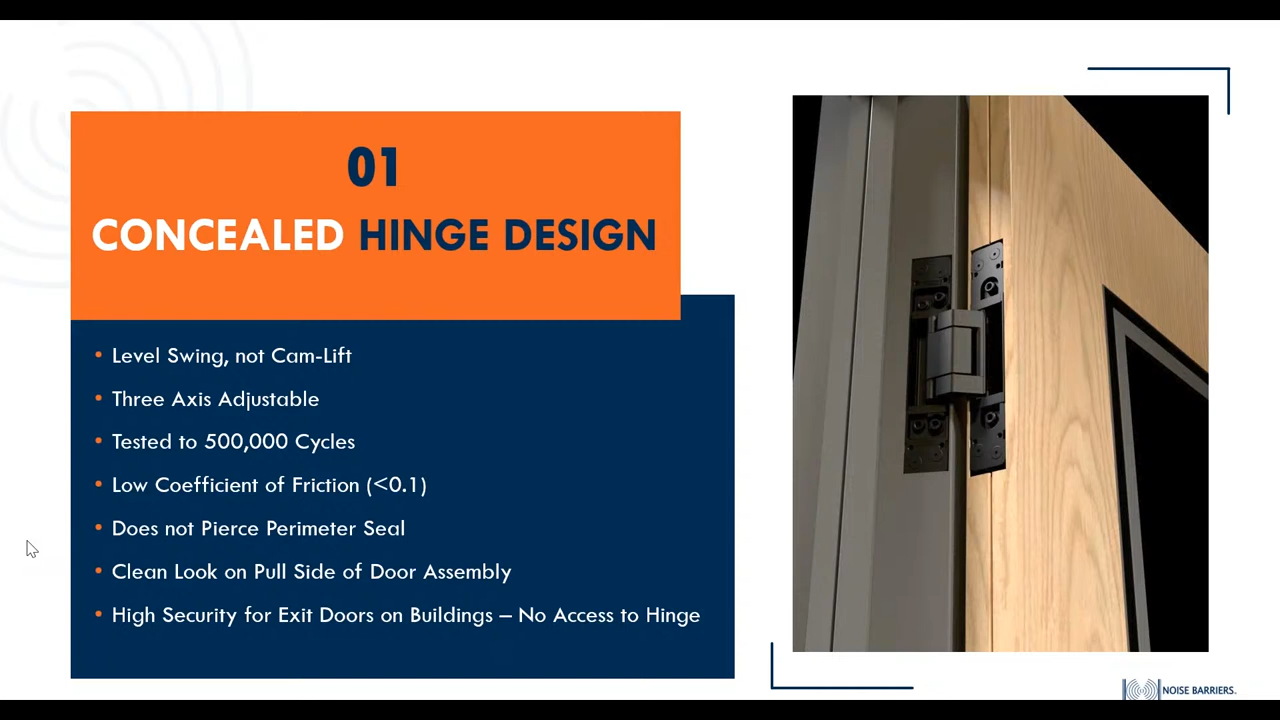 01
CONCEALED HINGE DESIGN
• Level Swing, not Cam-Lift
• Three Axis Adjustable
• Tested to 500,000 Cycles
• Low Coefficient of Friction (<0.1)
• Does not Pierce Perimeter Seal
• Clean Look on Pull Side of Door Assembly
• High Security for Exit Doors on Buildings – No Access to Hinge
NOISE BARRIERS.